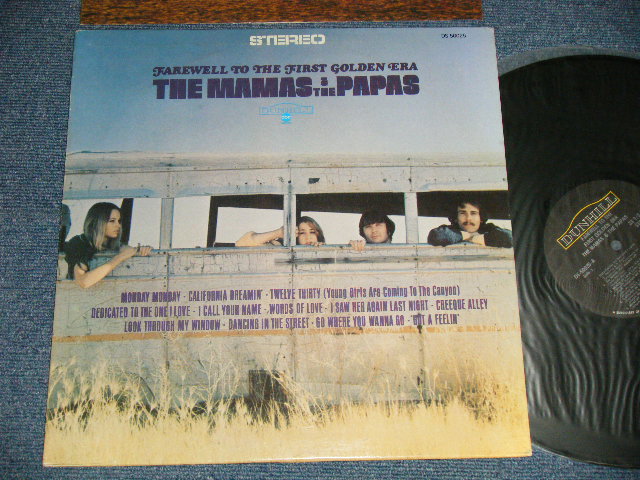 STEREO
DS 50025
FAREWELL TO THE FIRST GOLDEN ERA
THE MAMAS & THE PAPAS
DUNHILL
abc
MONDAY MONDAY - CALIFORNIA DREAMIN' - TWELVE THIRTY (Young Girls Are Coming To The Canyon)
DEDICATED TO THE ONE I LOVE - I CALL YOUR NAME - WORDS OF LOVE - I SAW HER AGAIN LAST NIGHT - CREEQUE ALLEY
LOOK THROUGH MY WINDOW - DANCING IN THE STREET - GO WHERE YOU WANNA GO - GOT A FEELIN'
DUNHILL